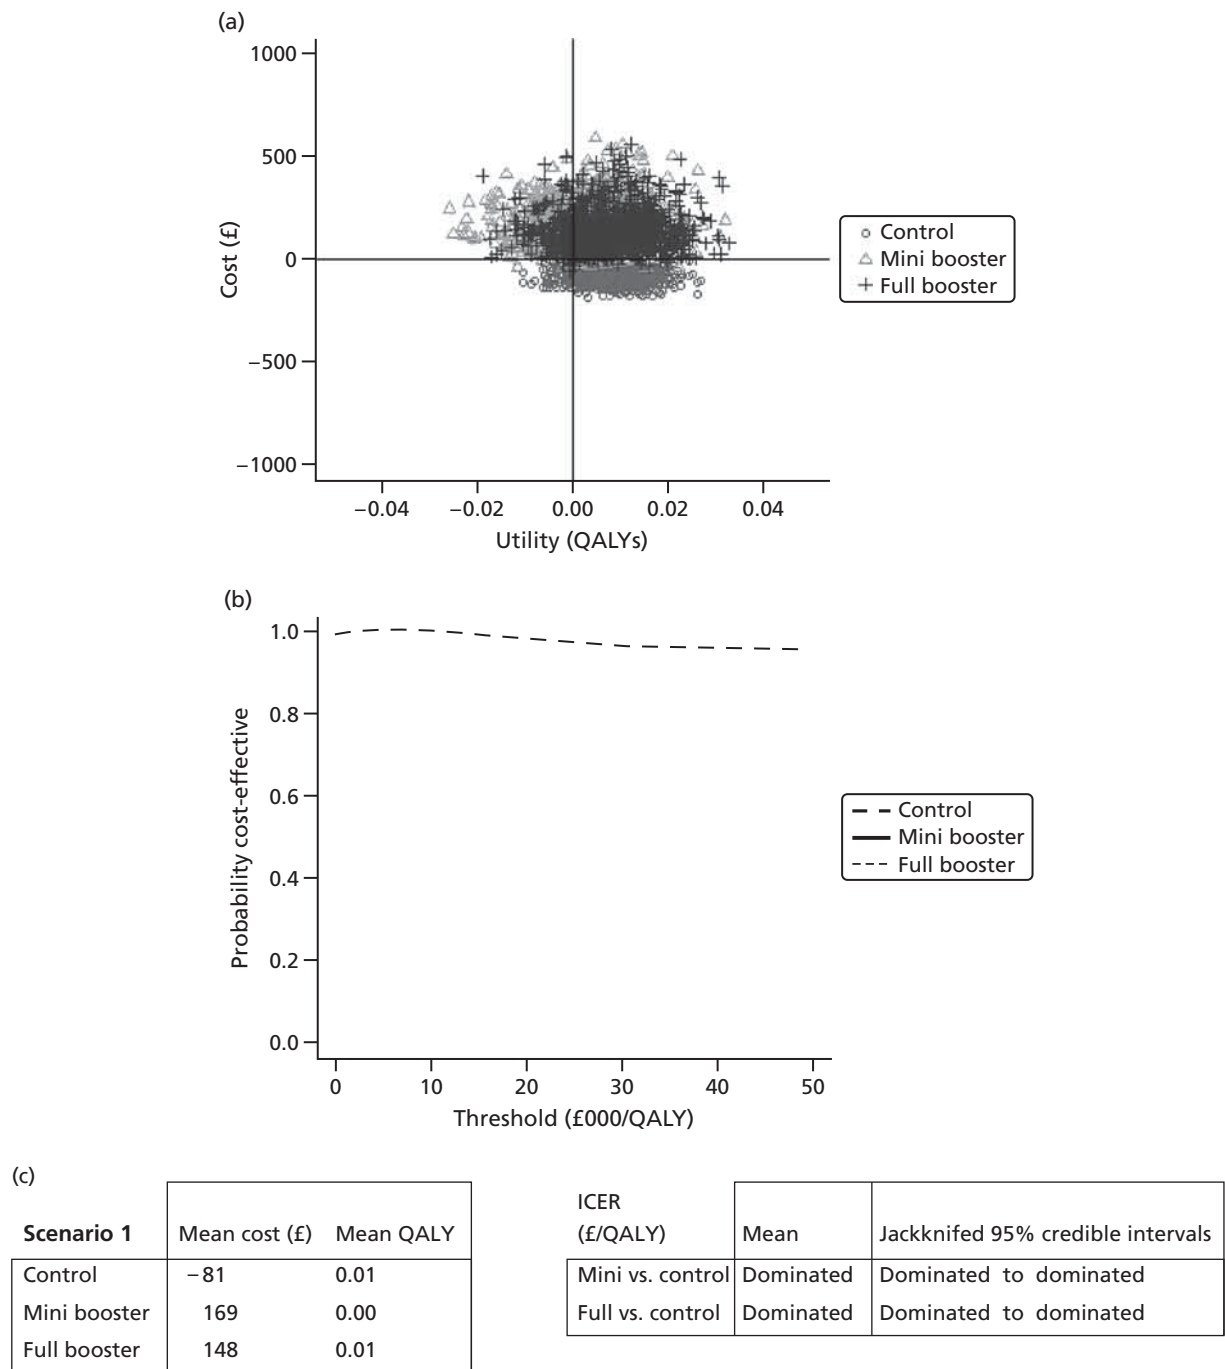 (a)
1000
500
0
−500
−1000
Cost (£)
−0.04 −0.02 0.00 0.02 0.04
Utility (QALYs)
Control
Mini booster
Full booster
(b)
1.0
0.8
0.6
0.4
0.2
0.0
Probability cost-effective
0 10 20 30 40 50
Threshold (£000/QALY)
Control
Mini booster
Full booster
(c)
Scenario 1 Mean cost (£) Mean QALY
Control −81 0.01
Mini booster 169 0.00
Full booster 148 0.01
ICER
(£/QALY) Mean Jackknifed 95% credible intervals
Mini vs. control Dominated Dominated to dominated
Full vs. control Dominated Dominated to dominated